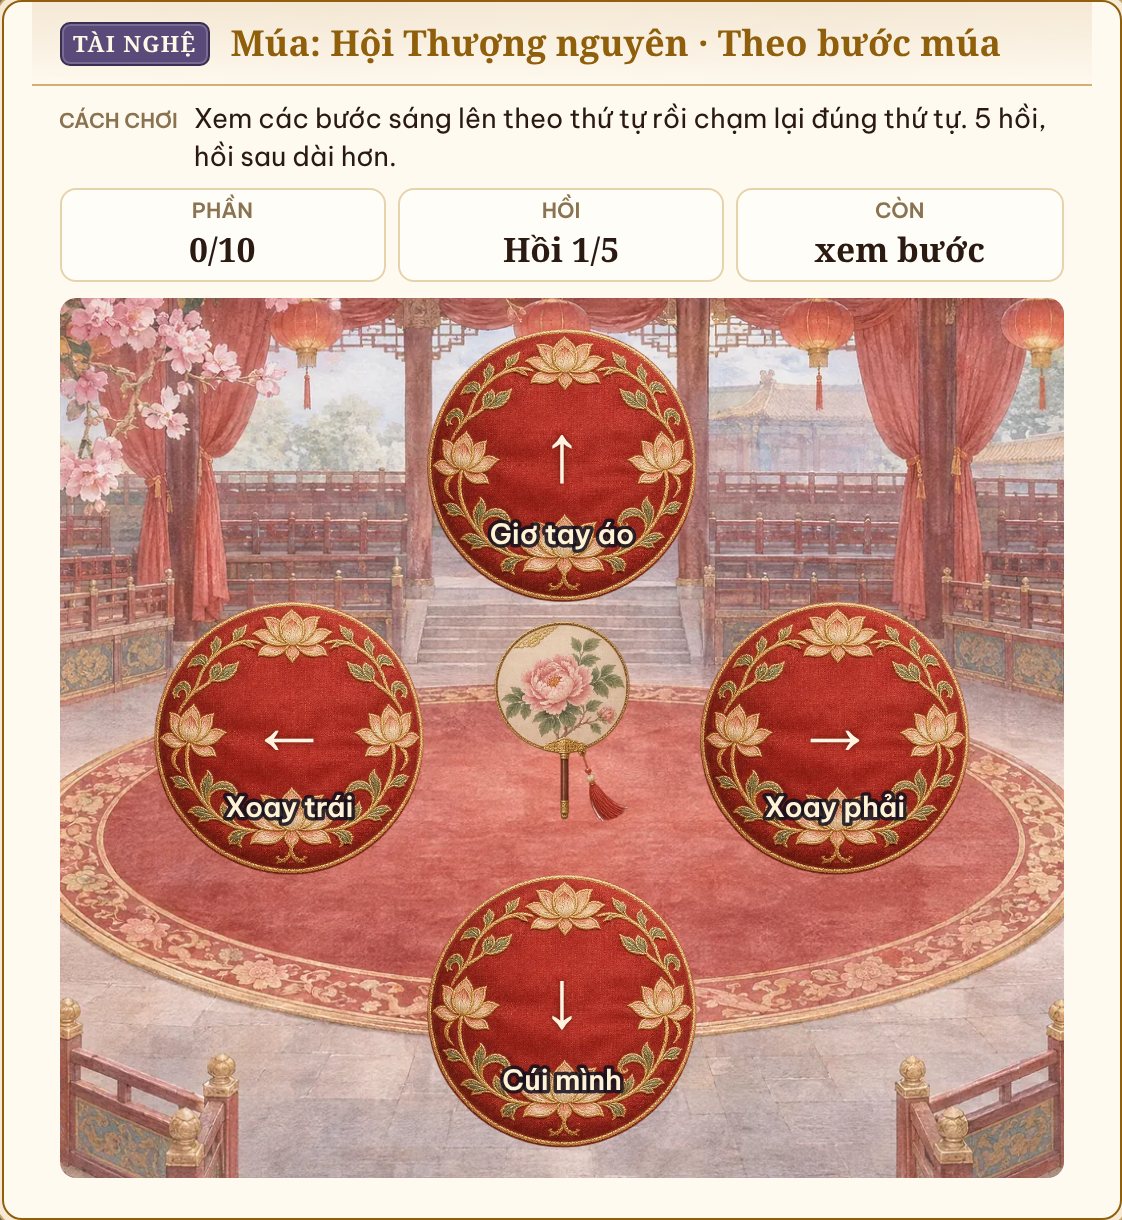 TÀI NGHỆ
Múa: Hội Thượng nguyên · Theo bước múa
CÁCH CHƠI
Xem các bước sáng lên theo thứ tự rồi chạm lại đúng thứ tự. 5 hồi,
hồi sau dài hơn.
PHẦN
0/10
HỒI
Hồi 1/5
CÒN
xem bước
↑
Giơ tay áo
←
Xoay trái
→
Xoay phải
↓
Cúi mình